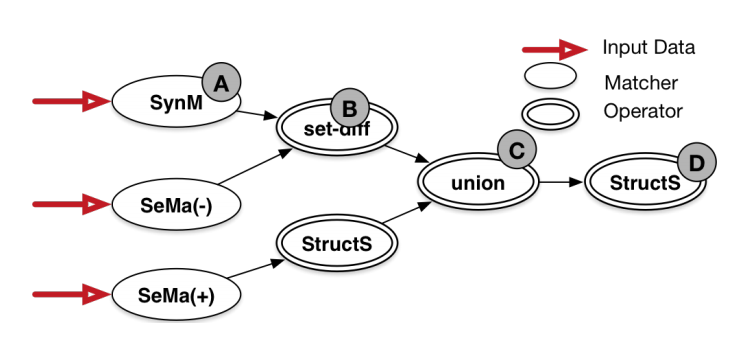 Input Data
Matcher
Operator
A
SynM
B
set-diff
C
union
D
StructS
SeMa(-)
StructS
SeMa(+)